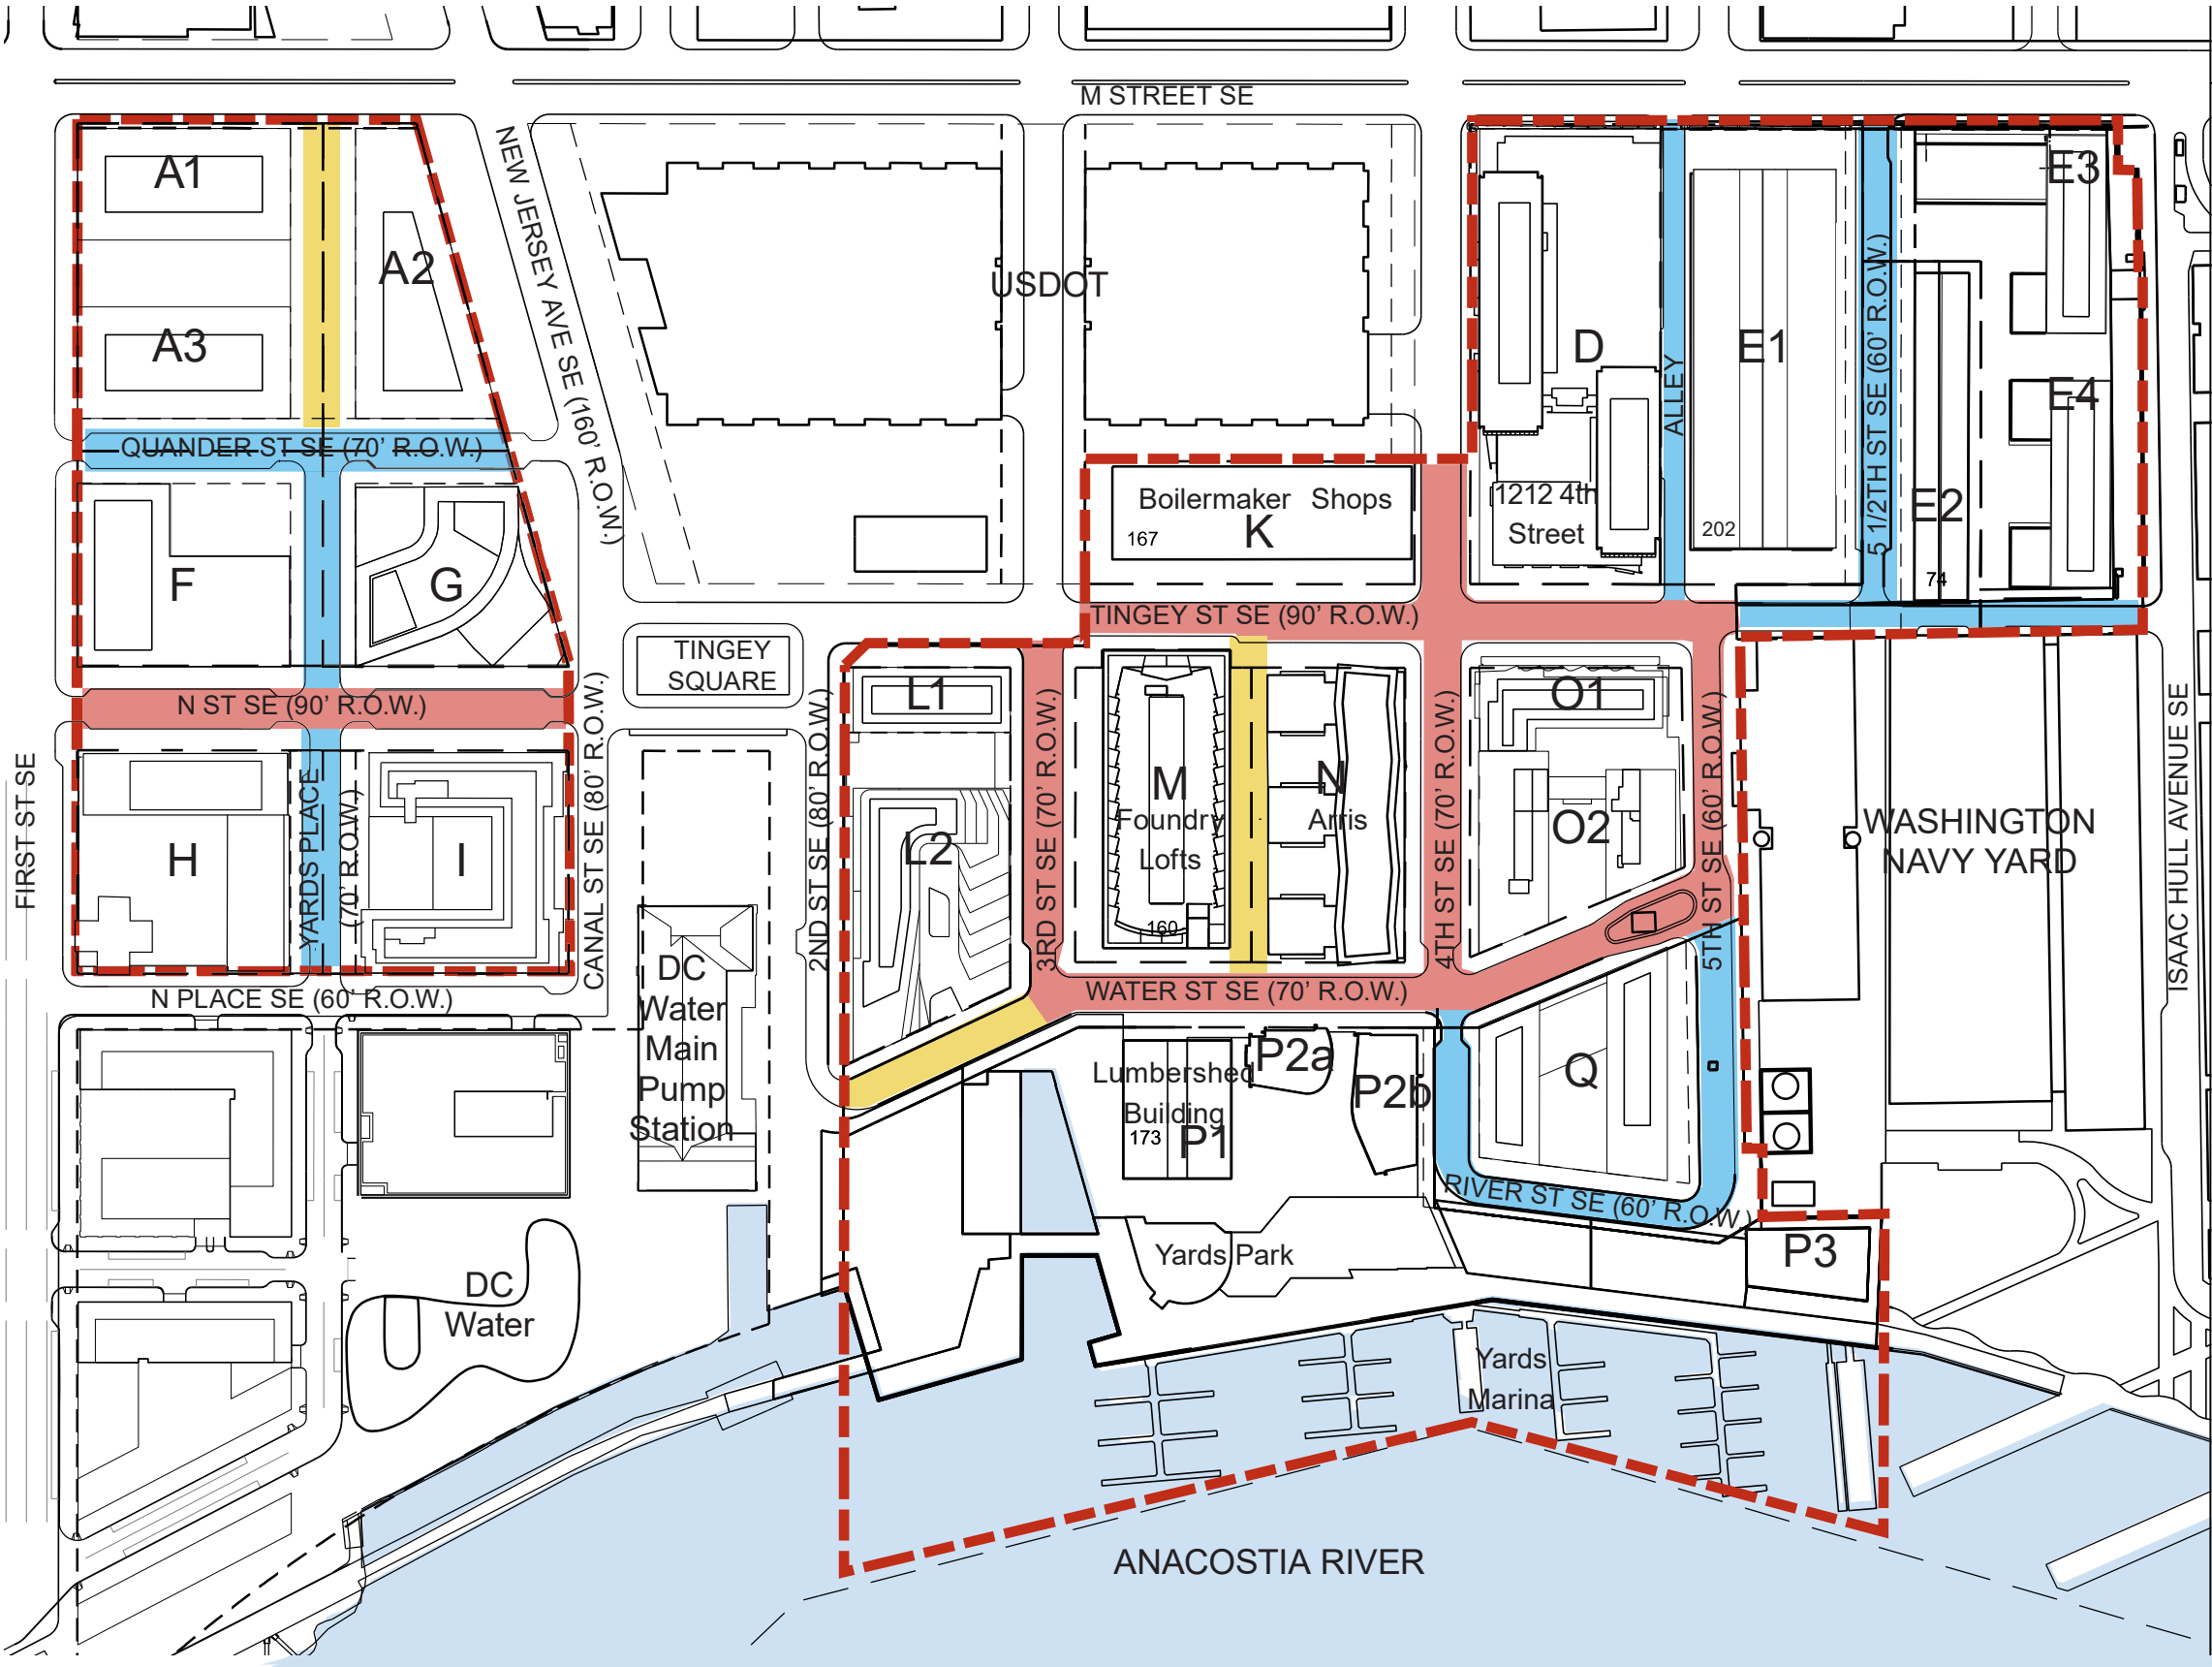 M STREET SE
A1
A2
A3
NEW JERSEY AVE SE (160' R.O.W.)
USDOT
D
ALLEY
E1
202
5 1/2TH ST SE (60' R.O.W.)
E3
E4
E2
74
QUANDER ST SE (70' R.O.W.)
Boilermaker Shops
167
K
1212 4th
Street
F
G
TINGEY ST SE (90' R.O.W.)
TINGEY
SQUARE
N ST SE (90' R.O.W.)
L1
L2
M
Foundry
Lofts
160
N
Arris
O1
O2
FIRST ST SE
H
YARDS PLACE
(70' R.O.W.)
I
CANAL ST SE (80' R.O.W.)
2ND ST SE (80' R.O.W.)
3RD ST SE (70' R.O.W.)
4TH ST SE (70' R.O.W.)
5TH ST SE (60' R.O.W.)
WASHINGTON
NAVY YARD
ISAAC HULL AVENUE SE
N PLACE SE (60' R.O.W.)
DC
Water
Main
Pump
Station
WATER ST SE (70' R.O.W.)
Lumbershed
Building
173
P1
P2a
P2b
Q
RIVER ST SE (60' R.O.W.)
P3
Yards Park
DC
Water
Yards
Marina
ANACOSTIA RIVER